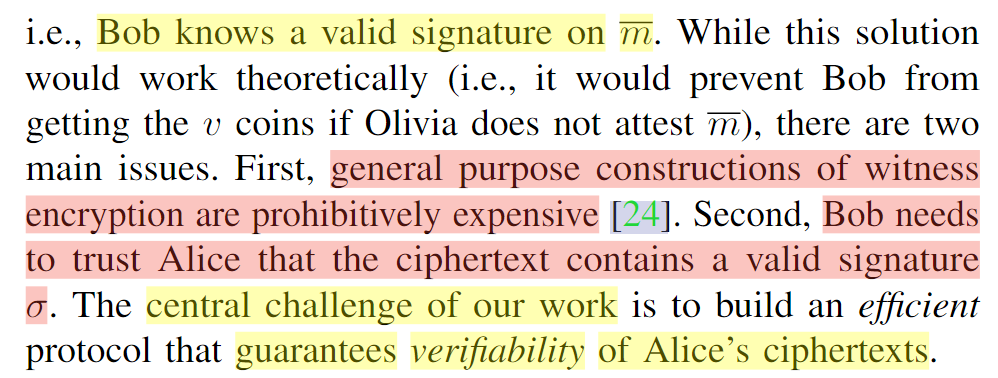 i.e., Bob knows a valid signature on m̅. While this solution
would work theoretically (i.e., it would prevent Bob from
getting the v coins if Olivia does not attest m̅), there are two
main issues. First, general purpose constructions of witness
encryption are prohibitively expensive [24]. Second, Bob needs
to trust Alice that the ciphertext contains a valid signature
σ. The central challenge of our work is to build an efficient
protocol that guarantees verifiability of Alice's ciphertexts.